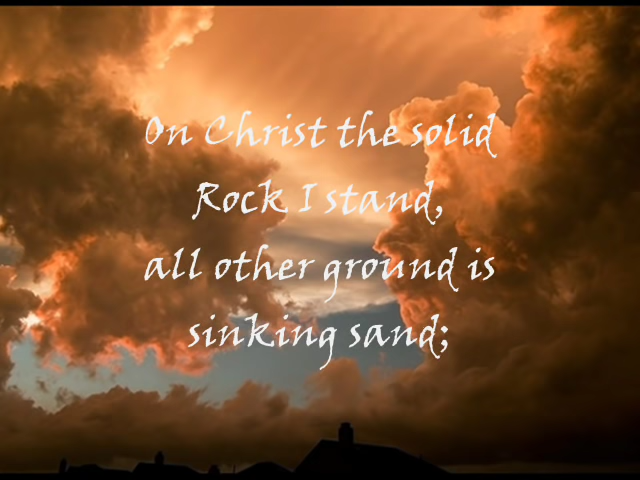 On Christ the solid
Rock I stand,
all other ground is
sinking sand;